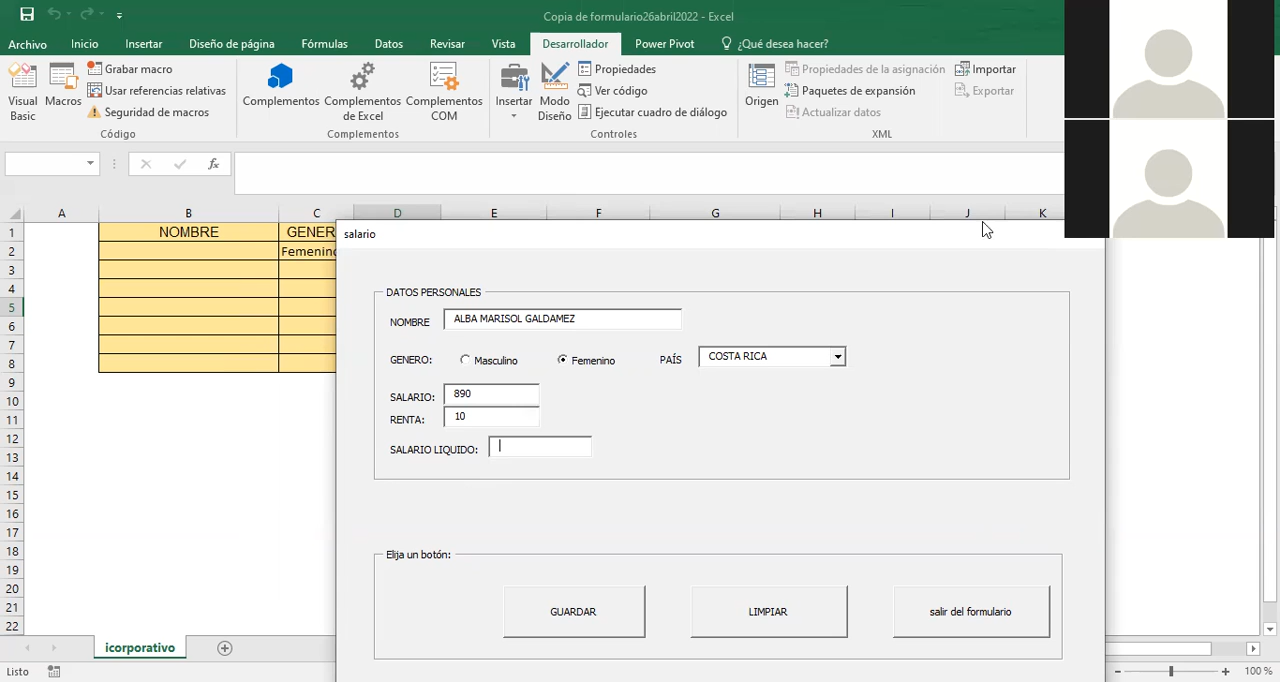 Copia de formulario26abril2022 - Excel
Archivo Inicio Insertar Diseño de página Fórmulas Datos Revisar Vista Desarrollador Power Pivot ¿Qué desea hacer?
Visual Basic
Macros
Grabar macro
Usar referencias relativas
Seguridad de macros
Código
Complementos
Complementos de Excel
Complementos COM
Complementos
Insertar
Modo Diseño
Propiedades
Ver código
Ejecutar cuadro de diálogo
Controles
Origen
Propiedades de la asignación
Paquetes de expansión
Actualizar datos
Importar
Exportar
XML
fx
A B C D E F G H I J K
1 NOMBRE GENER
2 Femenino
3
4
5
6
7
8
9
10
11
12
13
14
15
16
17
18
19
20
21
22
salario
DATOS PERSONALES
NOMBRE ALBA MARISOL GALDAMEZ
GENERO: Masculino Femenino PAÍS COSTA RICA
SALARIO: 890
RENTA: 10
SALARIO LIQUIDO:
Elija un botón:
GUARDAR LIMPIAR salir del formulario
icorporativo
Listo
100 %